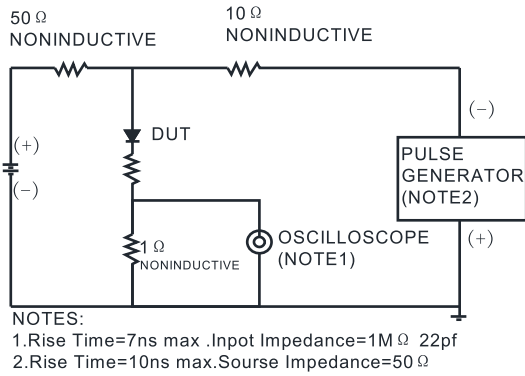 50 Ω
NONINDUCTIVE
10 Ω
NONINDUCTIVE
(+)
(−)
DUT
1 Ω
NONINDUCTIVE
OSCILLOSCOPE
(NOTE1)
(−)
PULSE
GENERATOR
(NOTE2)
(+)
NOTES:
1.Rise Time=7ns max .Inpot Impedance=1M Ω 22pf
2.Rise Time=10ns max.Sourse Impedance=50 Ω